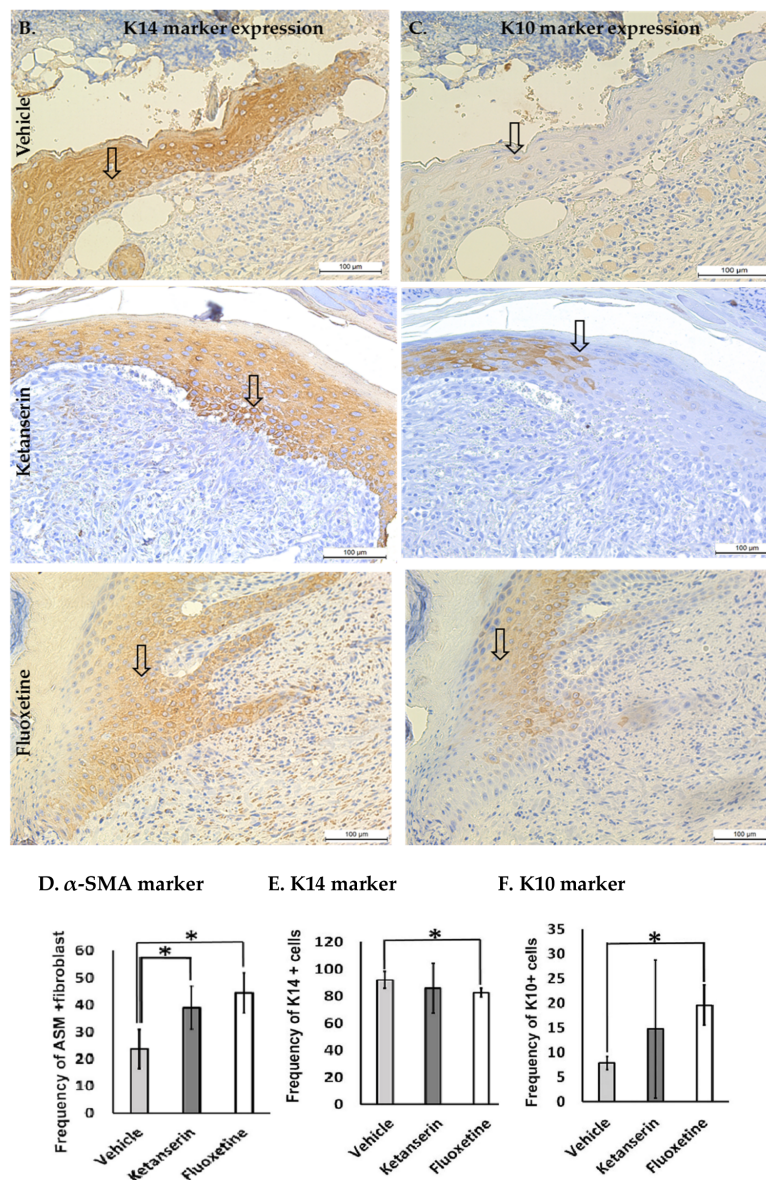 B. K14 marker expression
C. K10 marker expression
Vehicle
100 µm
100 µm
Ketanserin
100 µm
100 µm
Fluoxetine
100 µm
100 µm
D. α-SMA marker
E. K14 marker
F. K10 marker
Frequency of ASM +fibroblast
60
50
40
30
20
10
0
*
*
Vehicle
Ketanserin
Fluoxetine
Frequency of K14 + cells
120
100
80
60
40
20
0
*
Vehicle
Ketanserin
Fluoxetine
Frequency of K10+ cells
35
30
25
20
15
10
5
0
*
Vehicle
Ketanserin
Fluoxetine